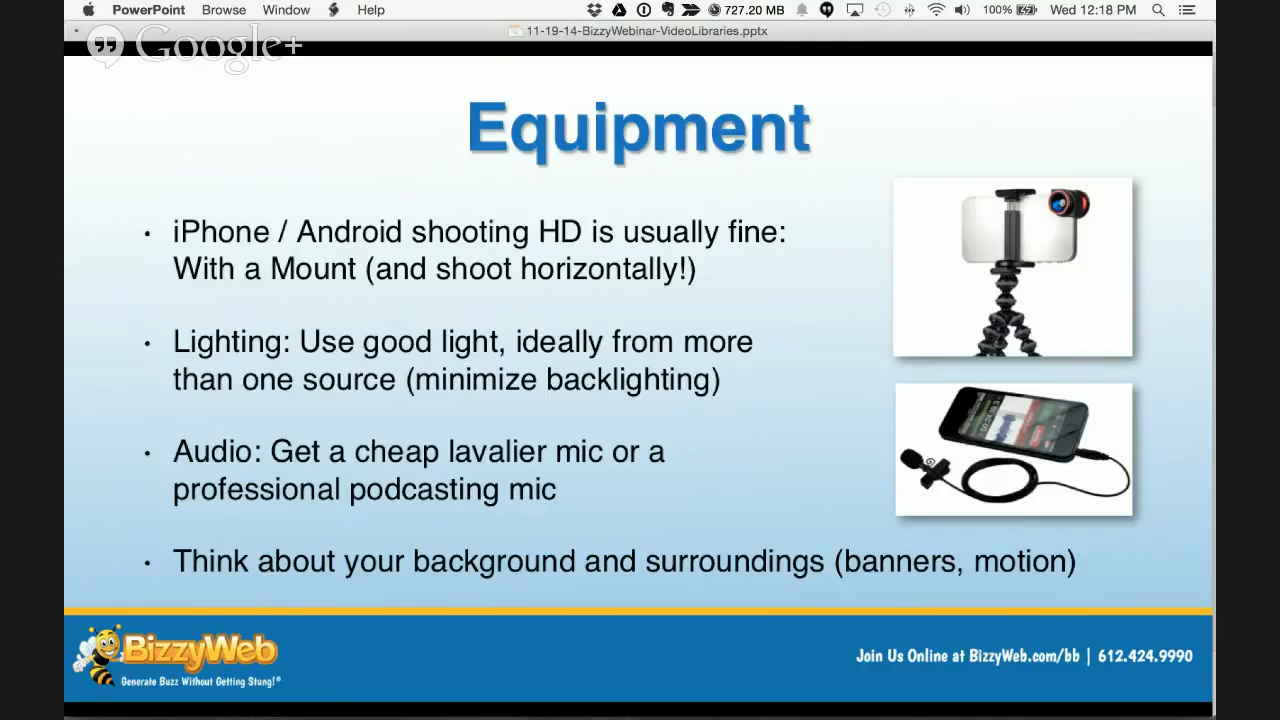 PowerPoint Browse Window Help 727.20 MB 100% Wed 12:18 PM
11-19-14-BizzyWebinar-VideoLibraries.pptx
Google+
Equipment
• iPhone / Android shooting HD is usually fine:
With a Mount (and shoot horizontally!)
• Lighting: Use good light, ideally from more
than one source (minimize backlighting)
• Audio: Get a cheap lavalier mic or a
professional podcasting mic
• Think about your background and surroundings (banners, motion)
BizzyWeb
Generate Buzz Without Getting Stung!®
Join Us Online at BizzyWeb.com/bb | 612.424.9990